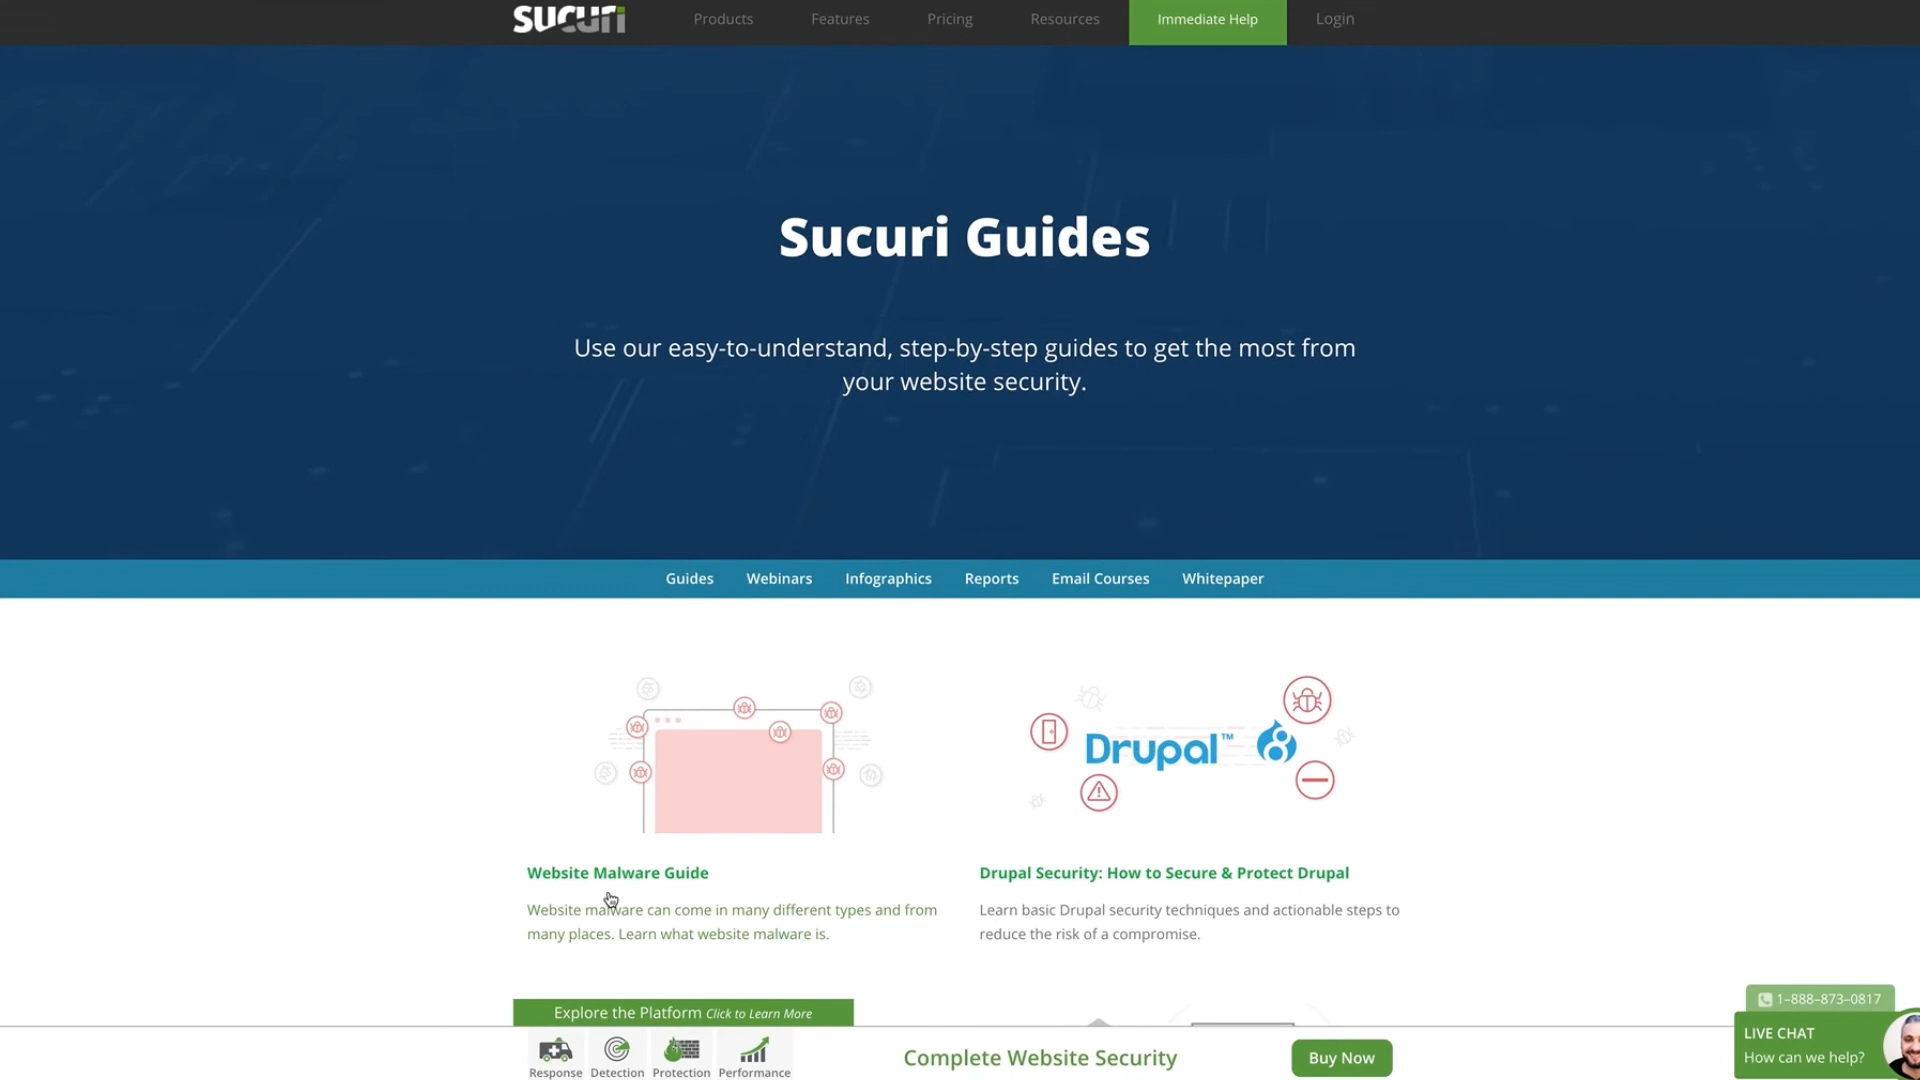 sucuri
Products
Features
Pricing
Resources
Immediate Help
Login
Sucuri Guides
Use our easy-to-understand, step-by-step guides to get the most from
your website security.
Guides
Webinars
Infographics
Reports
Email Courses
Whitepaper
Drupal™ 8
Website Malware Guide
Website malware can come in many different types and from
many places. Learn what website malware is.
Drupal Security: How to Secure & Protect Drupal
Learn basic Drupal security techniques and actionable steps to
reduce the risk of a compromise.
Explore the Platform Click to Learn More
Response
Detection
Protection
Performance
Complete Website Security
Buy Now
1–888–873–0817
LIVE CHAT
How can we help?